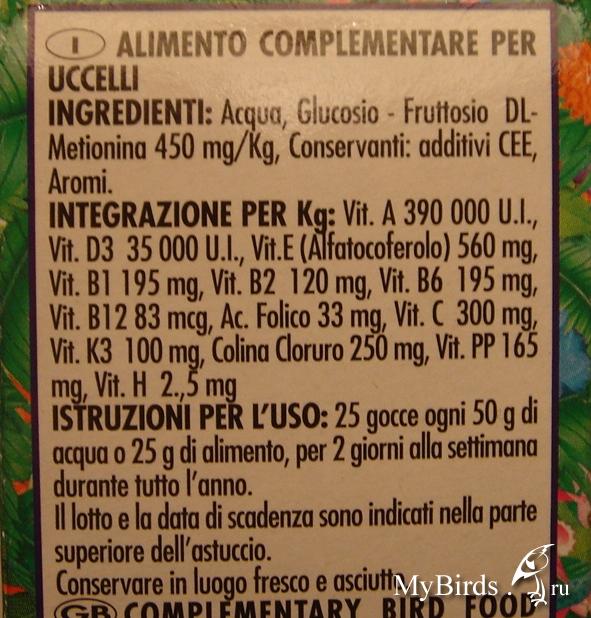 I ALIMENTO COMPLEMENTARE PER
UCCELLI
INGREDIENTI: Acqua, Glucosio - Fruttosio DL-
Metionina 450 mg/Kg, Conservanti: additivi CEE,
Aromi.
INTEGRAZIONE PER Kg: Vit. A 390 000 U.I.,
Vit. D3 35 000 U.I., Vit.E (Alfatocoferolo) 560 mg,
Vit. B1 195 mg, Vit. B2 120 mg, Vit. B6 195 mg,
Vit. B12 83 mcg, Ac. Folico 33 mg, Vit. C 300 mg,
Vit. K3 100 mg, Colina Cloruro 250 mg, Vit. PP 165
mg, Vit. H 2.,5 mg
ISTRUZIONI PER L'USO: 25 gocce ogni 50 g di
acqua o 25 g di alimento, per 2 giorni alla settimana
durante tutto l'anno.
Il lotto e la data di scadenza sono indicati nella parte
superiore dell'astuccio.
Conservare in luogo fresco e asciutto
MyBirds.ru
GB COMPLEMENTARY BIRD FOOD